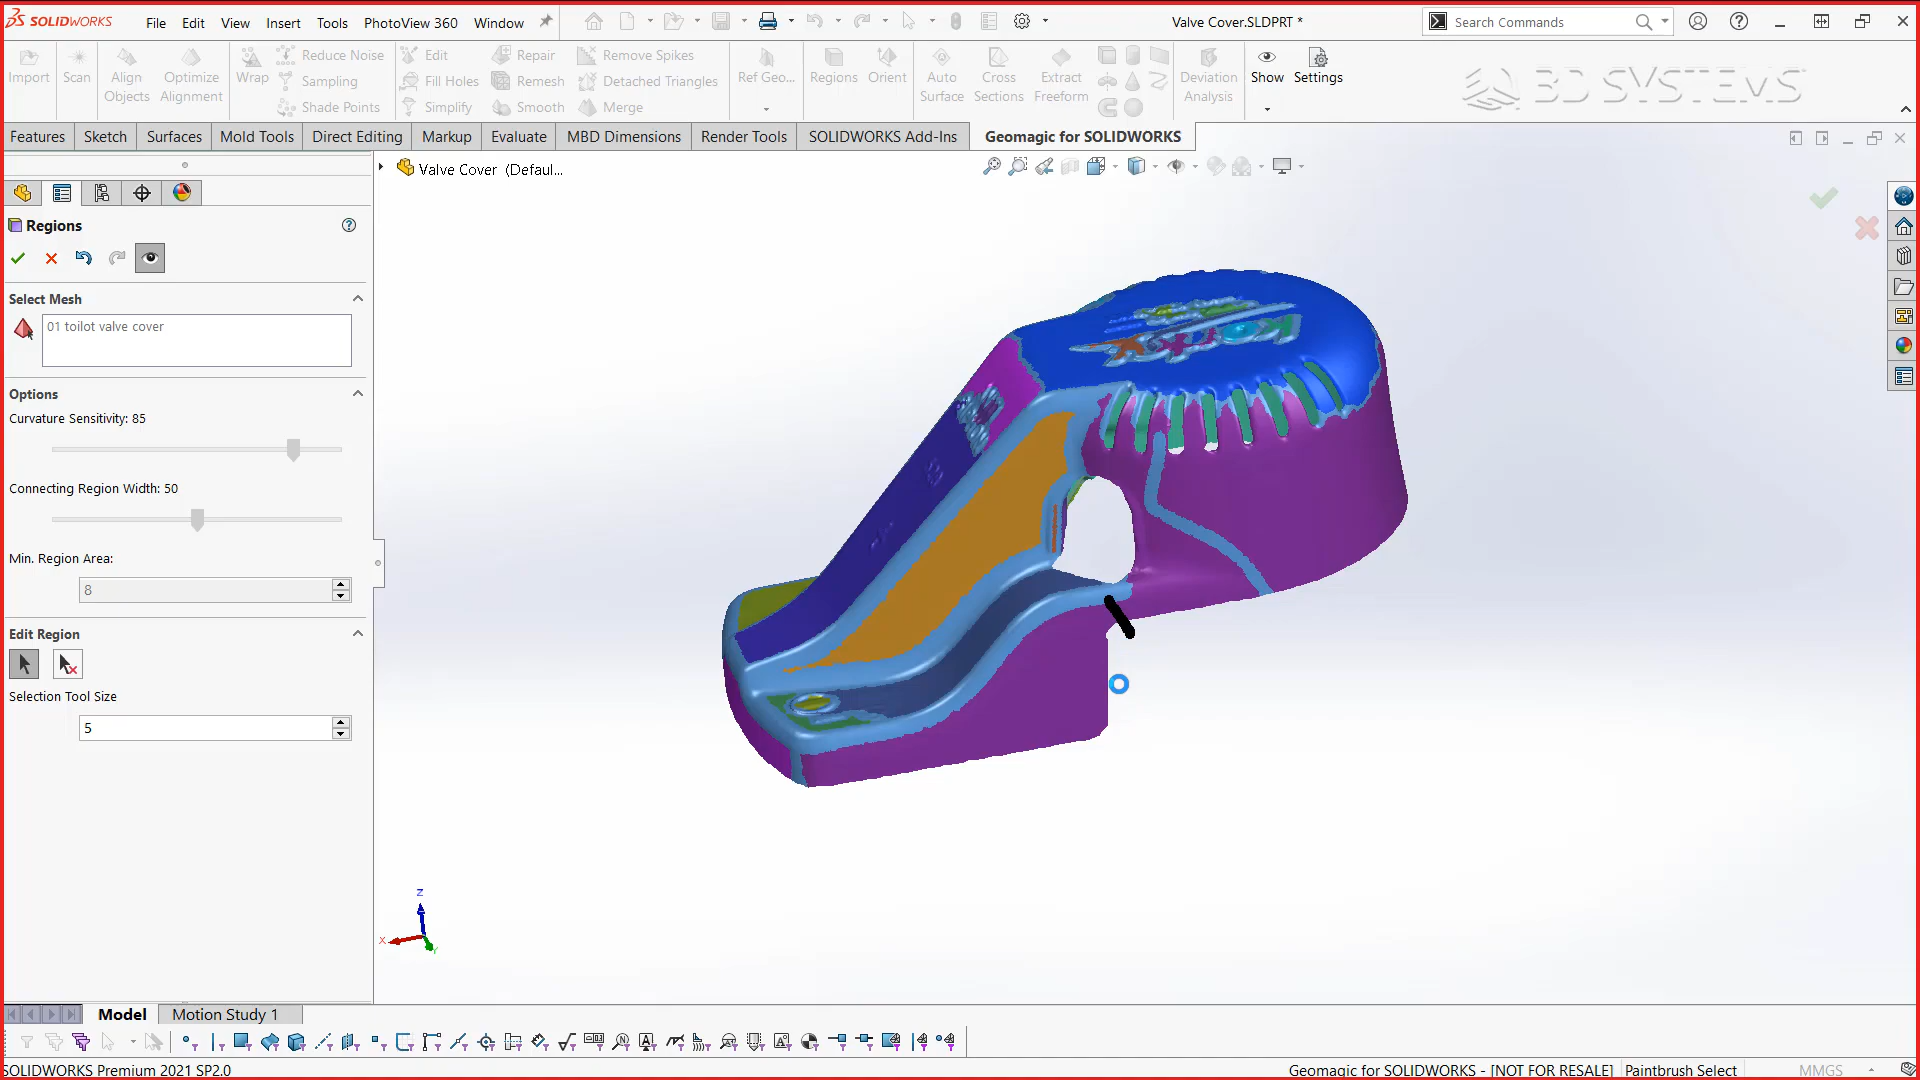 SOLIDWORKS File Edit View Insert Tools PhotoView 360 Window Valve Cover.SLDPRT * Search Commands
Import Scan Align Objects Optimize Alignment Wrap Reduce Noise Sampling Shade Points Edit Fill Holes Simplify Repair Remesh Smooth Remove Spikes Detached Triangles Merge Ref Geo... Regions Orient Auto Surface Cross Sections Extract Freeform Deviation Analysis Show Settings 3D SYSTEMS
Features Sketch Surfaces Mold Tools Direct Editing Markup Evaluate MBD Dimensions Render Tools SOLIDWORKS Add-Ins Geomagic for SOLIDWORKS
Valve Cover (Defaul...
Regions
Select Mesh
01 toilot valve cover
Options
Curvature Sensitivity: 85
Connecting Region Width: 50
Min. Region Area:
8
Edit Region
Selection Tool Size
5
Z
X
Y
Model Motion Study 1
SOLIDWORKS Premium 2021 SP2.0 Geomagic for SOLIDWORKS - [NOT FOR RESALE] Paintbrush Select MMGS